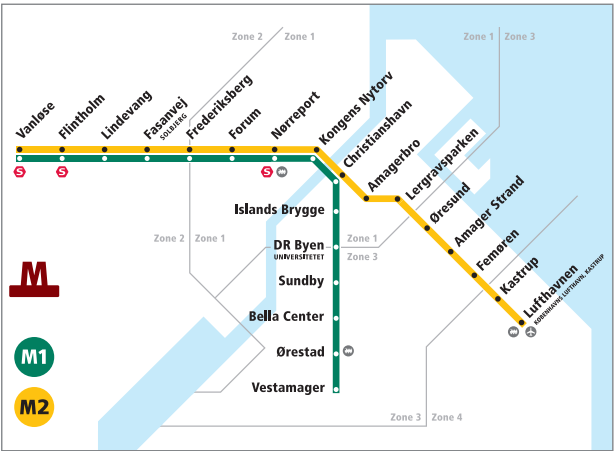 Zone 2
Zone 1
Zone 1
Zone 3
Vanløse
Flintholm
Lindevang
Fasanvej
SOLBJERG
Frederiksberg
Forum
Nørreport
Kongens Nytorv
Christianshavn
Amagerbro
Lergravsparken
Øresund
Amager Strand
Femøren
Kastrup
Lufthavnen
KØBENHAVNS LUFTHAVN, KASTRUP
S
S
S
Islands Brygge
Zone 2
Zone 1
DR Byen
UNIVERSITETET
Zone 1
Zone 3
Sundby
Bella Center
Ørestad
Vestamager
M
M1
M2
Zone 3
Zone 4